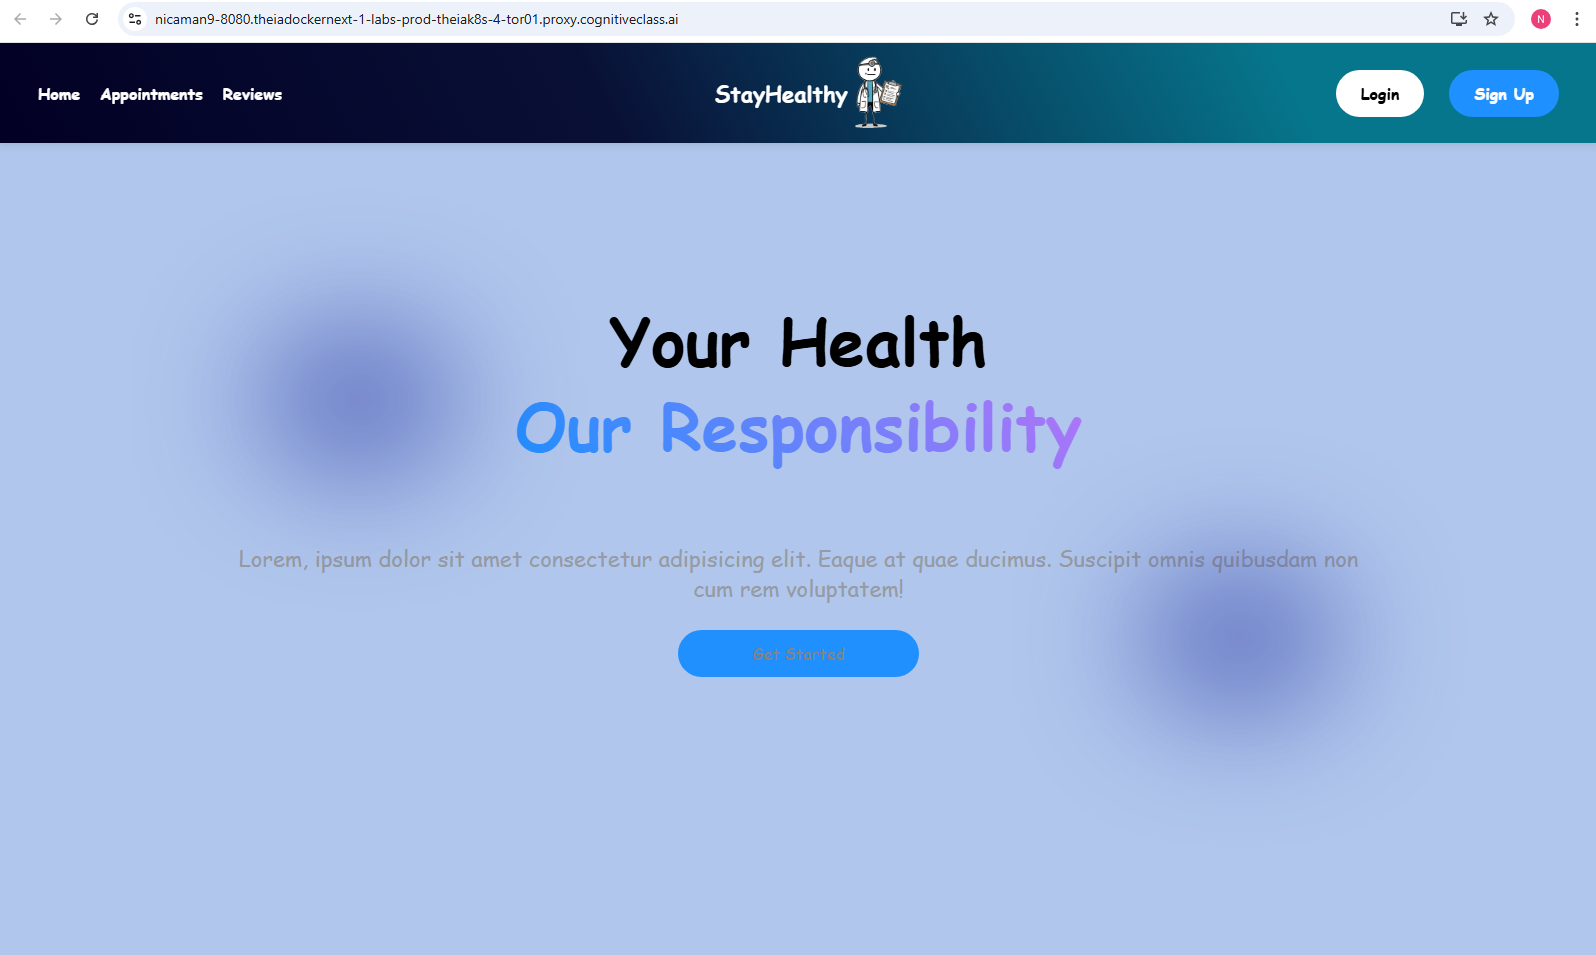 nicaman9-8080.theiadockernext-1-labs-prod-theiak8s-4-tor01.proxy.cognitiveclass.ai
N
Home Appointments Reviews
StayHealthy
Login Sign Up
Your Health
Our Responsibility
Lorem, ipsum dolor sit amet consectetur adipisicing elit. Eaque at quae ducimus. Suscipit omnis quibusdam non
cum rem voluptatem!
Get Started